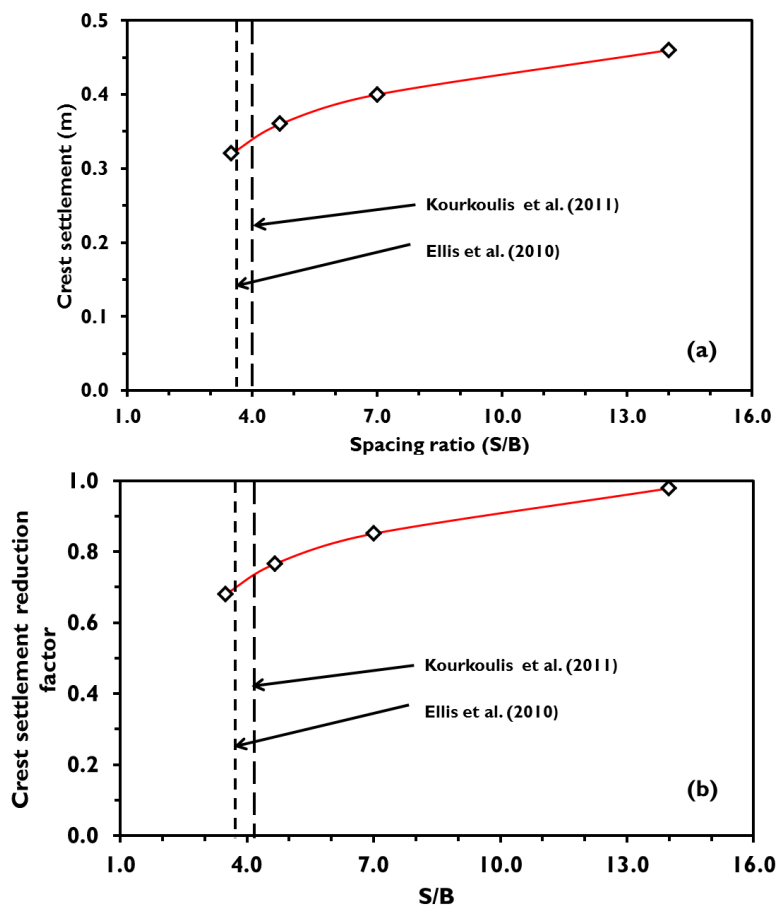 0.5
0.4
0.3
0.2
0.1
0.0
Crest settlement (m)
Kourkoulis et al. (2011)
Ellis et al. (2010)
(a)
1.0 4.0 7.0 10.0 13.0 16.0
Spacing ratio (S/B)
1.0
0.8
0.6
0.4
0.2
0.0
Crest settlement reduction
factor
Kourkoulis et al. (2011)
Ellis et al. (2010)
(b)
1.0 4.0 7.0 10.0 13.0 16.0
S/B